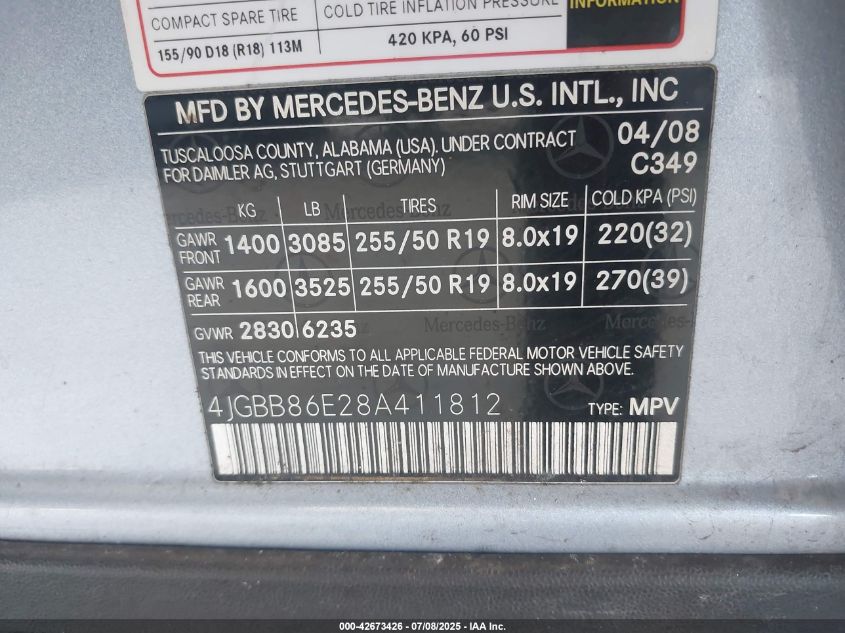 COMPACT SPARE TIRE COLD TIRE INFLATION PRESSURE INFORMATION
155/90 D18 (R18) 113M 420 KPA, 60 PSI
MFD BY MERCEDES-BENZ U.S. INTL., INC
TUSCALOOSA COUNTY, ALABAMA (USA). UNDER CONTRACT 04/08
FOR DAIMLER AG, STUTTGART (GERMANY) C349
KG LB TIRES RIM SIZE COLD KPA (PSI)
GAWR FRONT 1400 3085 255/50 R19 8.0x19 220(32)
GAWR REAR 1600 3525 255/50 R19 8.0x19 270(39)
GVWR 2830 6235
THIS VEHICLE CONFORMS TO ALL APPLICABLE FEDERAL MOTOR VEHICLE SAFETY
STANDARDS IN EFFECT ON THE DATE OF MANUFACTURE SHOWN ABOVE.
4JGBB86E28A411812 TYPE: MPV
000-42673426 - 07/08/2025 - IAA Inc.